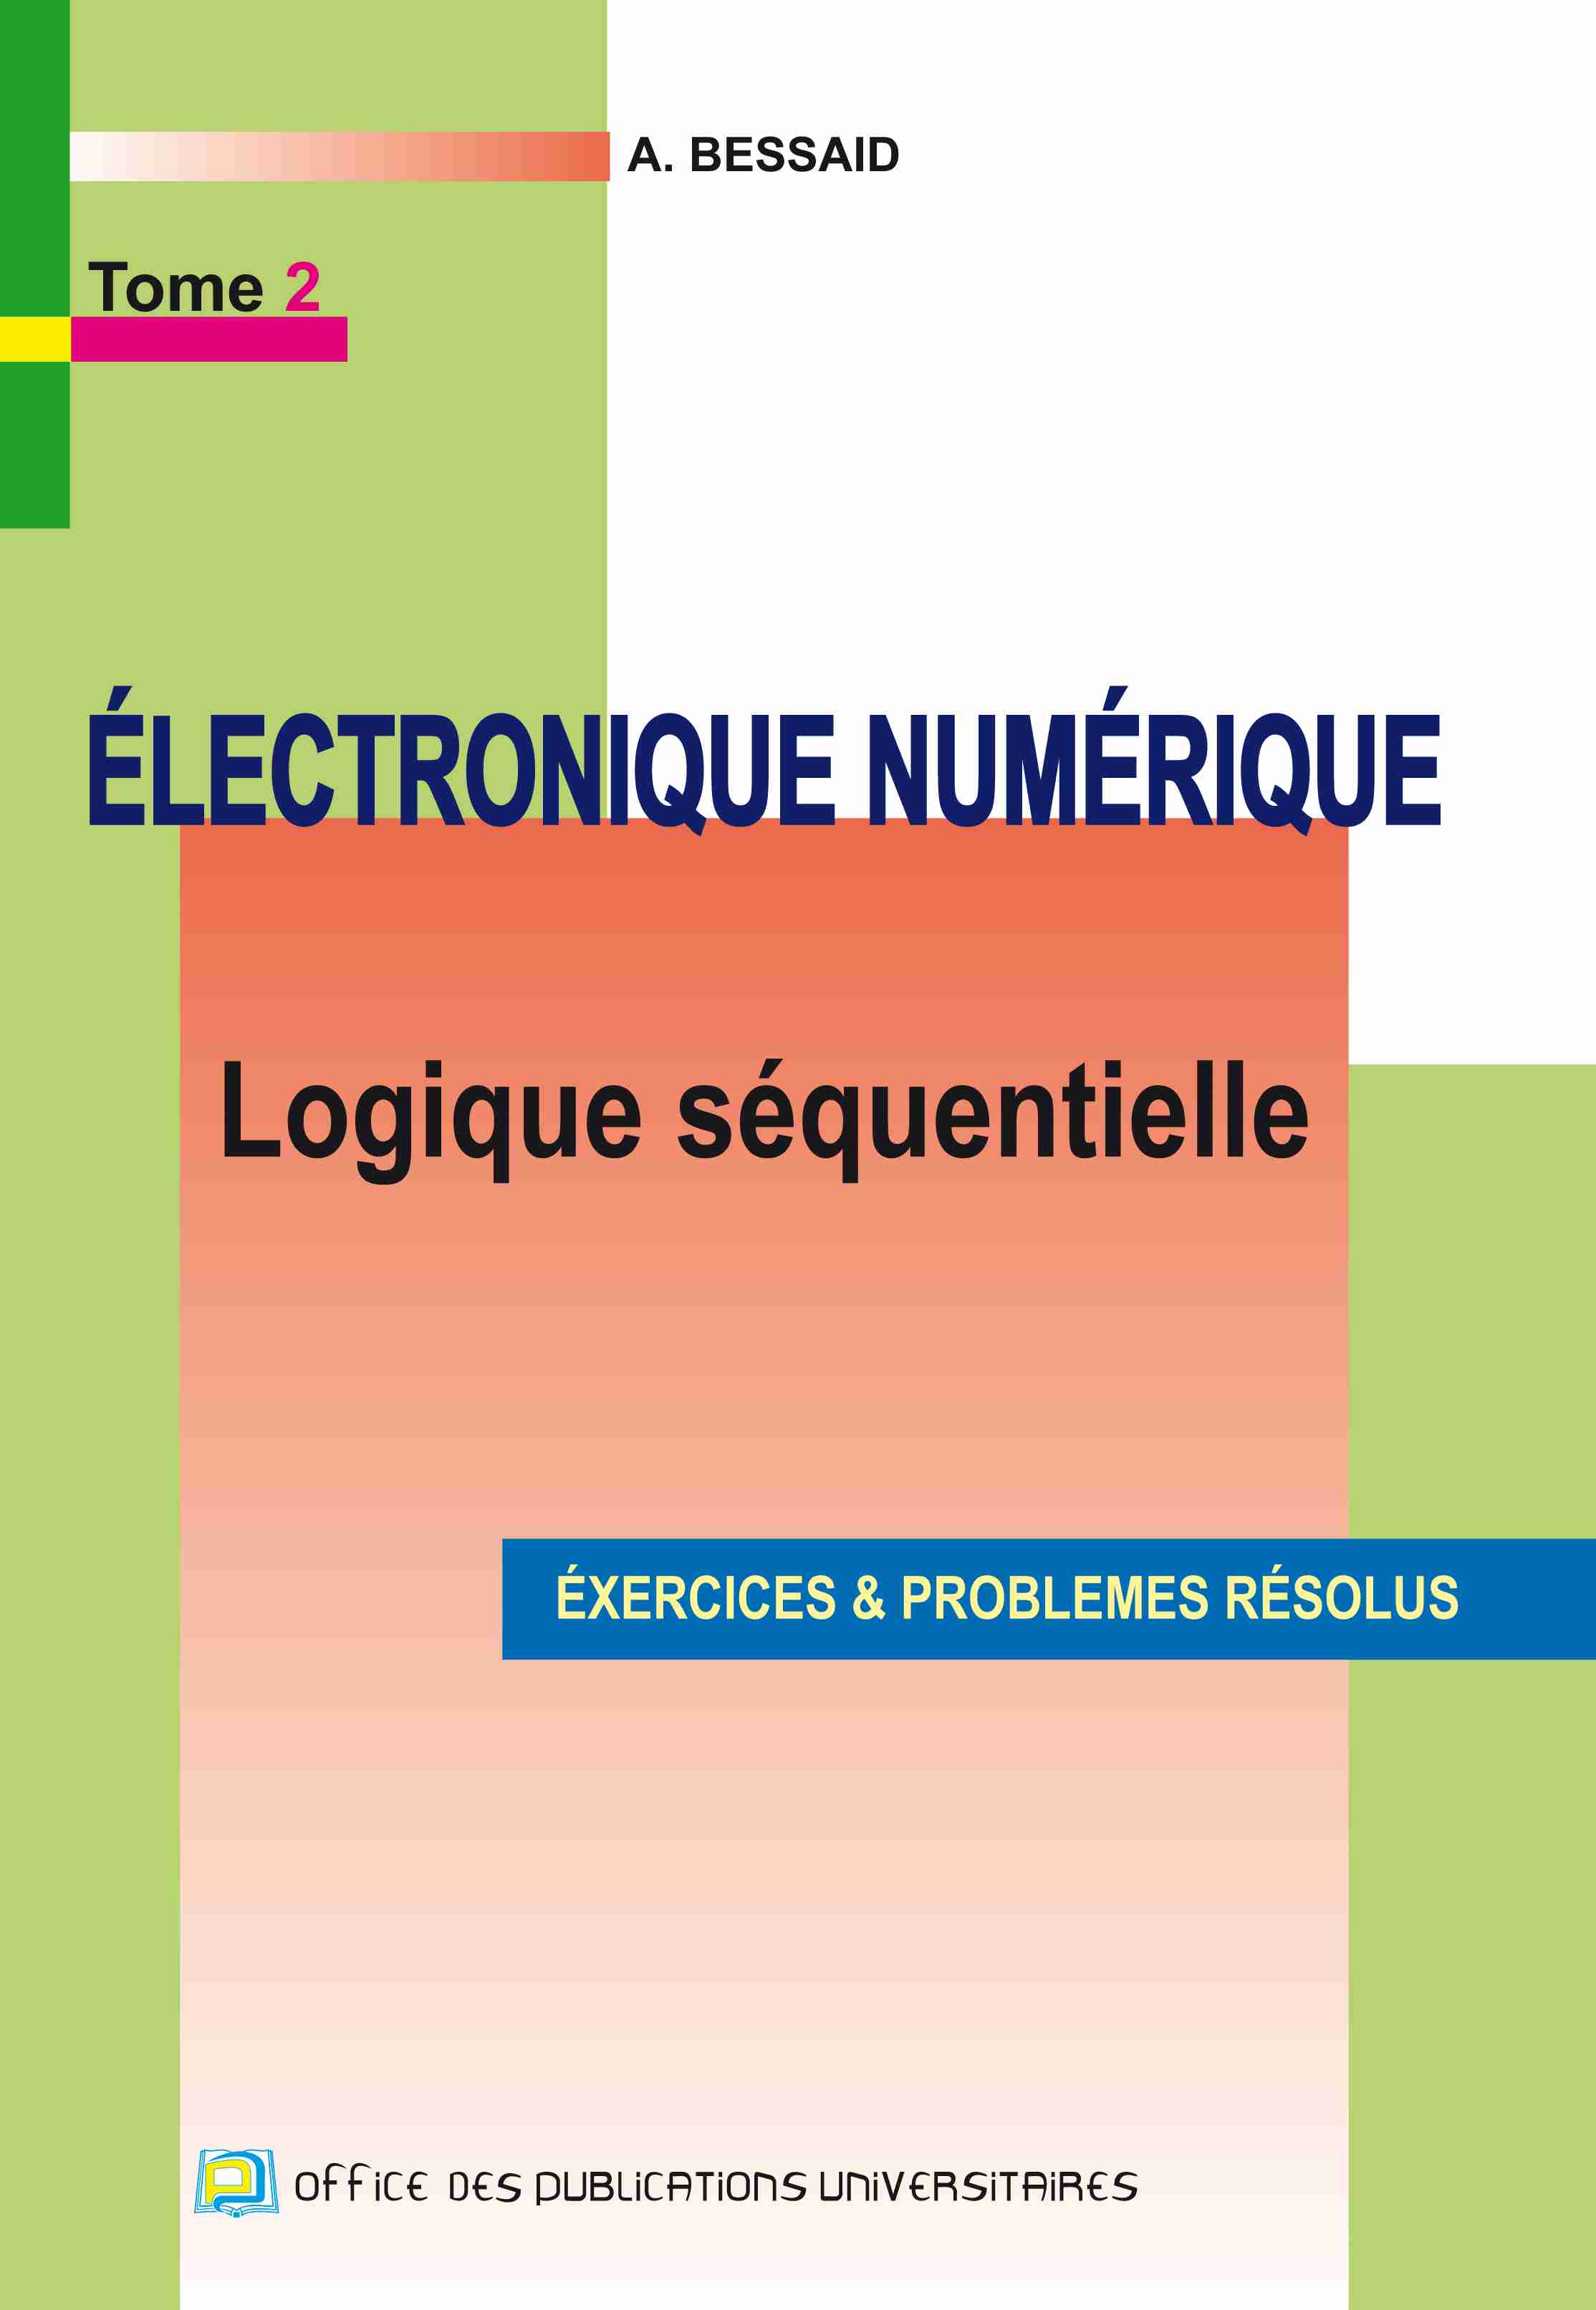 A. BESSAID
Tome 2
ÉLECTRONIQUE NUMÉRIQUE
Logique séquentielle
ÉXERCICES & PROBLEMES RÉSOLUS
OFFICE DES PUBLICATIONS UNIVERSITAIRES